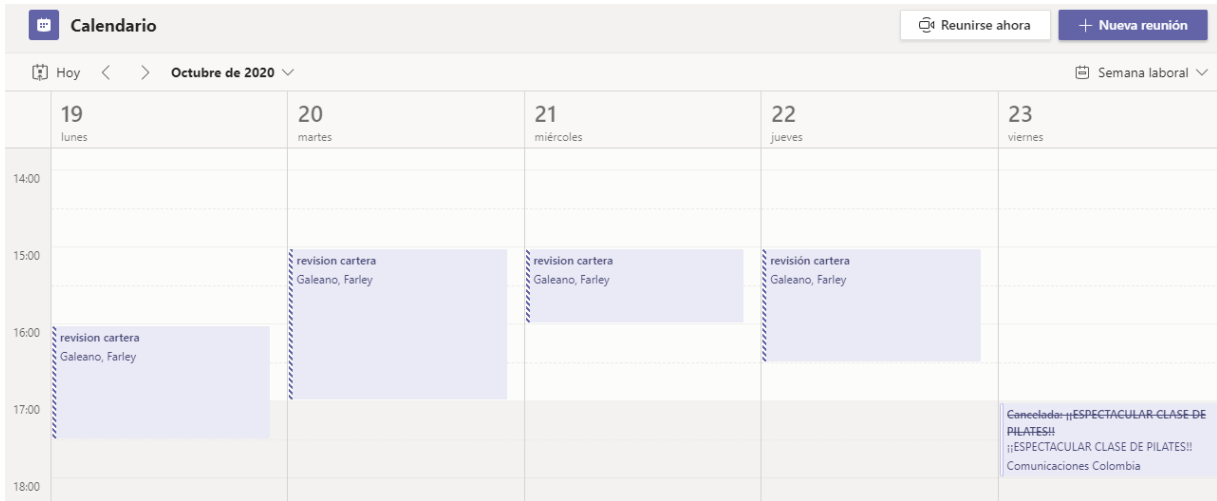 Calendario
Reunirse ahora
Nueva reunión
Hoy
Octubre de 2020
Semana laboral
19
lunes
20
martes
21
miércoles
22
jueves
23
viernes
14:00
15:00
16:00
17:00
18:00
revision cartera
Galeano, Farley
revision cartera
Galeano, Farley
revision cartera
Galeano, Farley
revisión cartera
Galeano, Farley
Cancelada: ¡¡ESPECTACULAR CLASE DE
PILATES!!
¡¡ESPECTACULAR CLASE DE PILATES!!
Comunicaciones Colombia